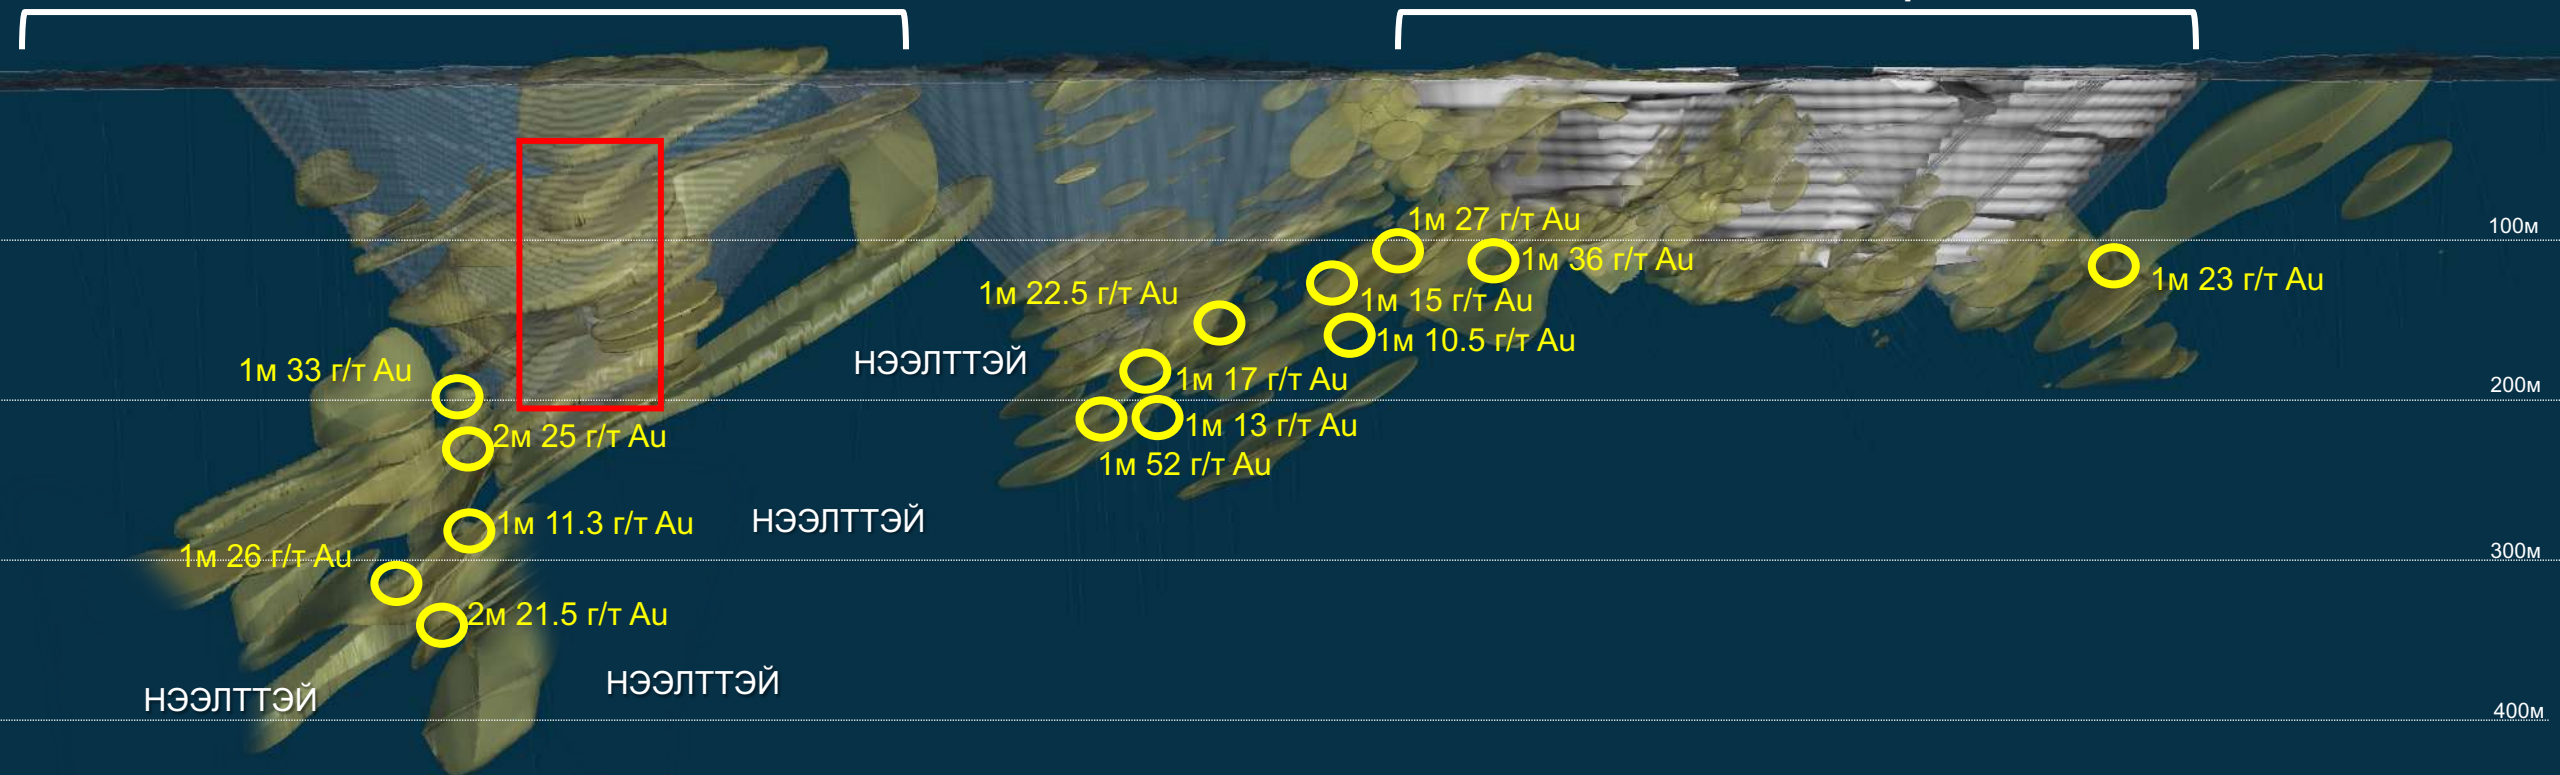 1м 27 г/т Au
100м
1м 36 г/т Au
1м 23 г/т Au
1м 22.5 г/т Au
1м 15 г/т Au
1м 10.5 г/т Au
НЭЭЛТТЭЙ
1м 33 г/т Au
1м 17 г/т Au
200м
1м 13 г/т Au
2м 25 г/т Au
1м 52 г/т Au
НЭЭЛТТЭЙ
1м 11.3 г/т Au
300м
1м 26 г/т Au
2м 21.5 г/т Au
НЭЭЛТТЭЙ
НЭЭЛТТЭЙ
400м